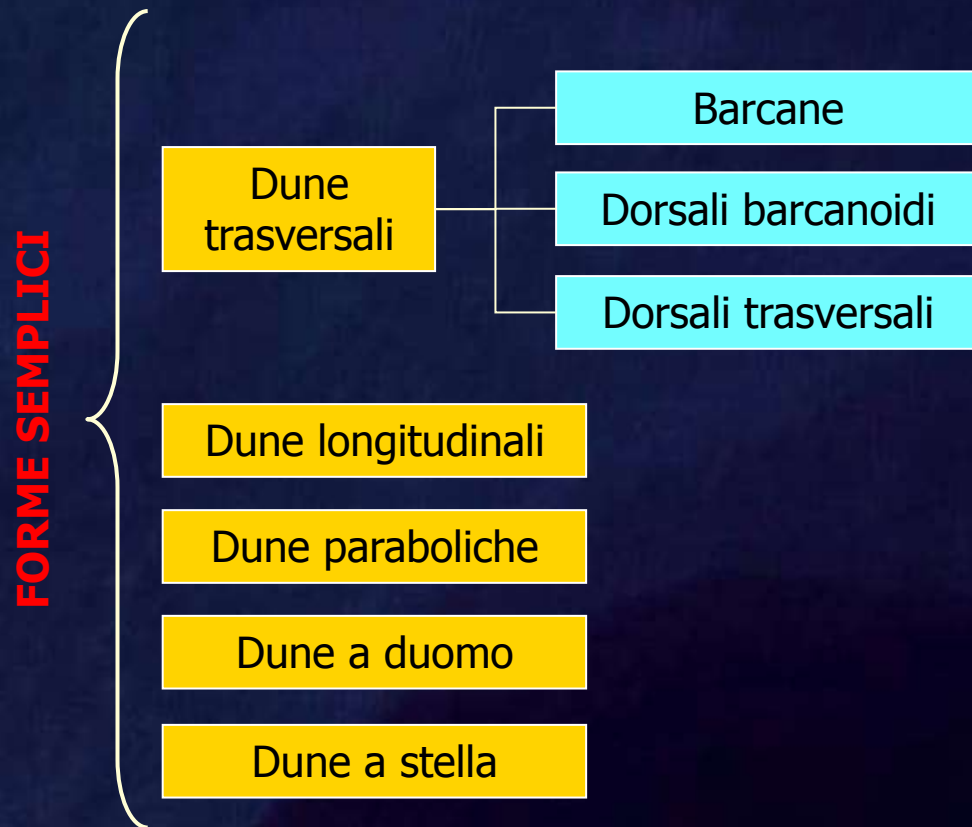 FORME SEMPLICI
Dune
trasversali
Barcane
Dorsali barcanoidi
Dorsali trasversali
Dune longitudinali
Dune paraboliche
Dune a duomo
Dune a stella